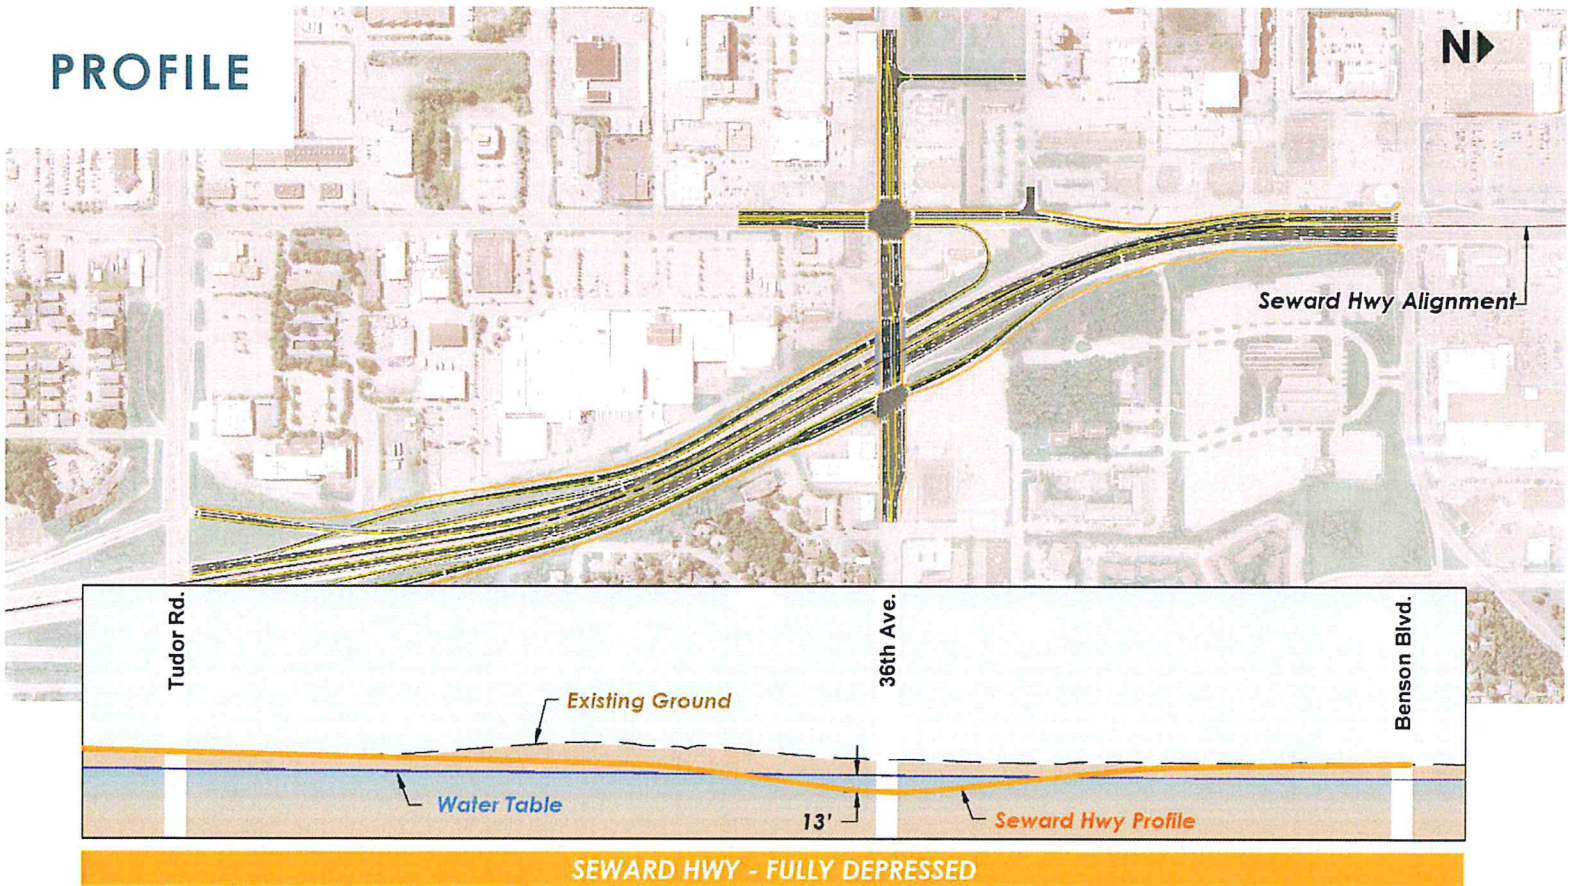 PROFILE
N
Seward Hwy Alignment
Tudor Rd.
36th Ave.
Benson Blvd.
Existing Ground
Water Table
13'
Seward Hwy Profile
SEWARD HWY - FULLY DEPRESSED